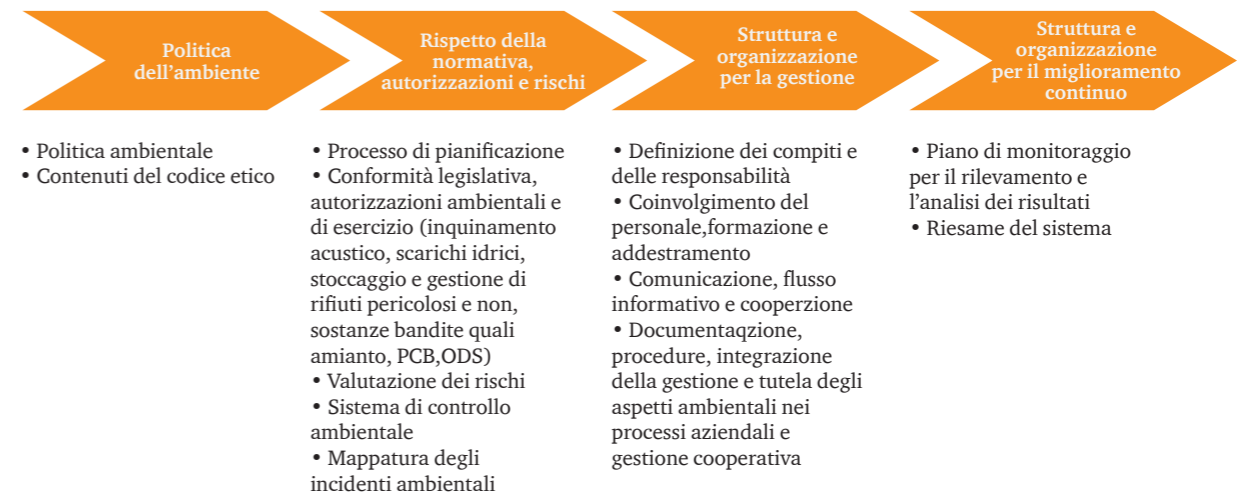 Politica
dell'ambiente
• Politica ambientale
• Contenuti del codice etico
Rispetto della
normativa,
autorizzazioni e rischi
• Processo di pianificazione
• Conformità legislativa,
autorizzazioni ambientali e
di esercizio (inquinamento
acustico, scarichi idrici,
stoccaggio e gestione di
rifiuti pericolosi e non,
sostanze bandite quali
amianto, PCB,ODS)
• Valutazione dei rischi
• Sistema di controllo
ambientale
• Mappatura degli
incidenti ambientali
Struttura e
organizzazione
per la gestione
• Definizione dei compiti e
delle responsabilità
• Coinvolgimento del
personale,formazione e
addestramento
• Comunicazione, flusso
informativo e cooperzione
• Documentaqzione,
procedure, integrazione
della gestione e tutela degli
aspetti ambientali nei
processi aziendali e
gestione cooperativa
Struttura e
organizzazione
per il miglioramento
continuo
• Piano di monitoraggio
per il rilevamento e
l'analisi dei risultati
• Riesame del sistema